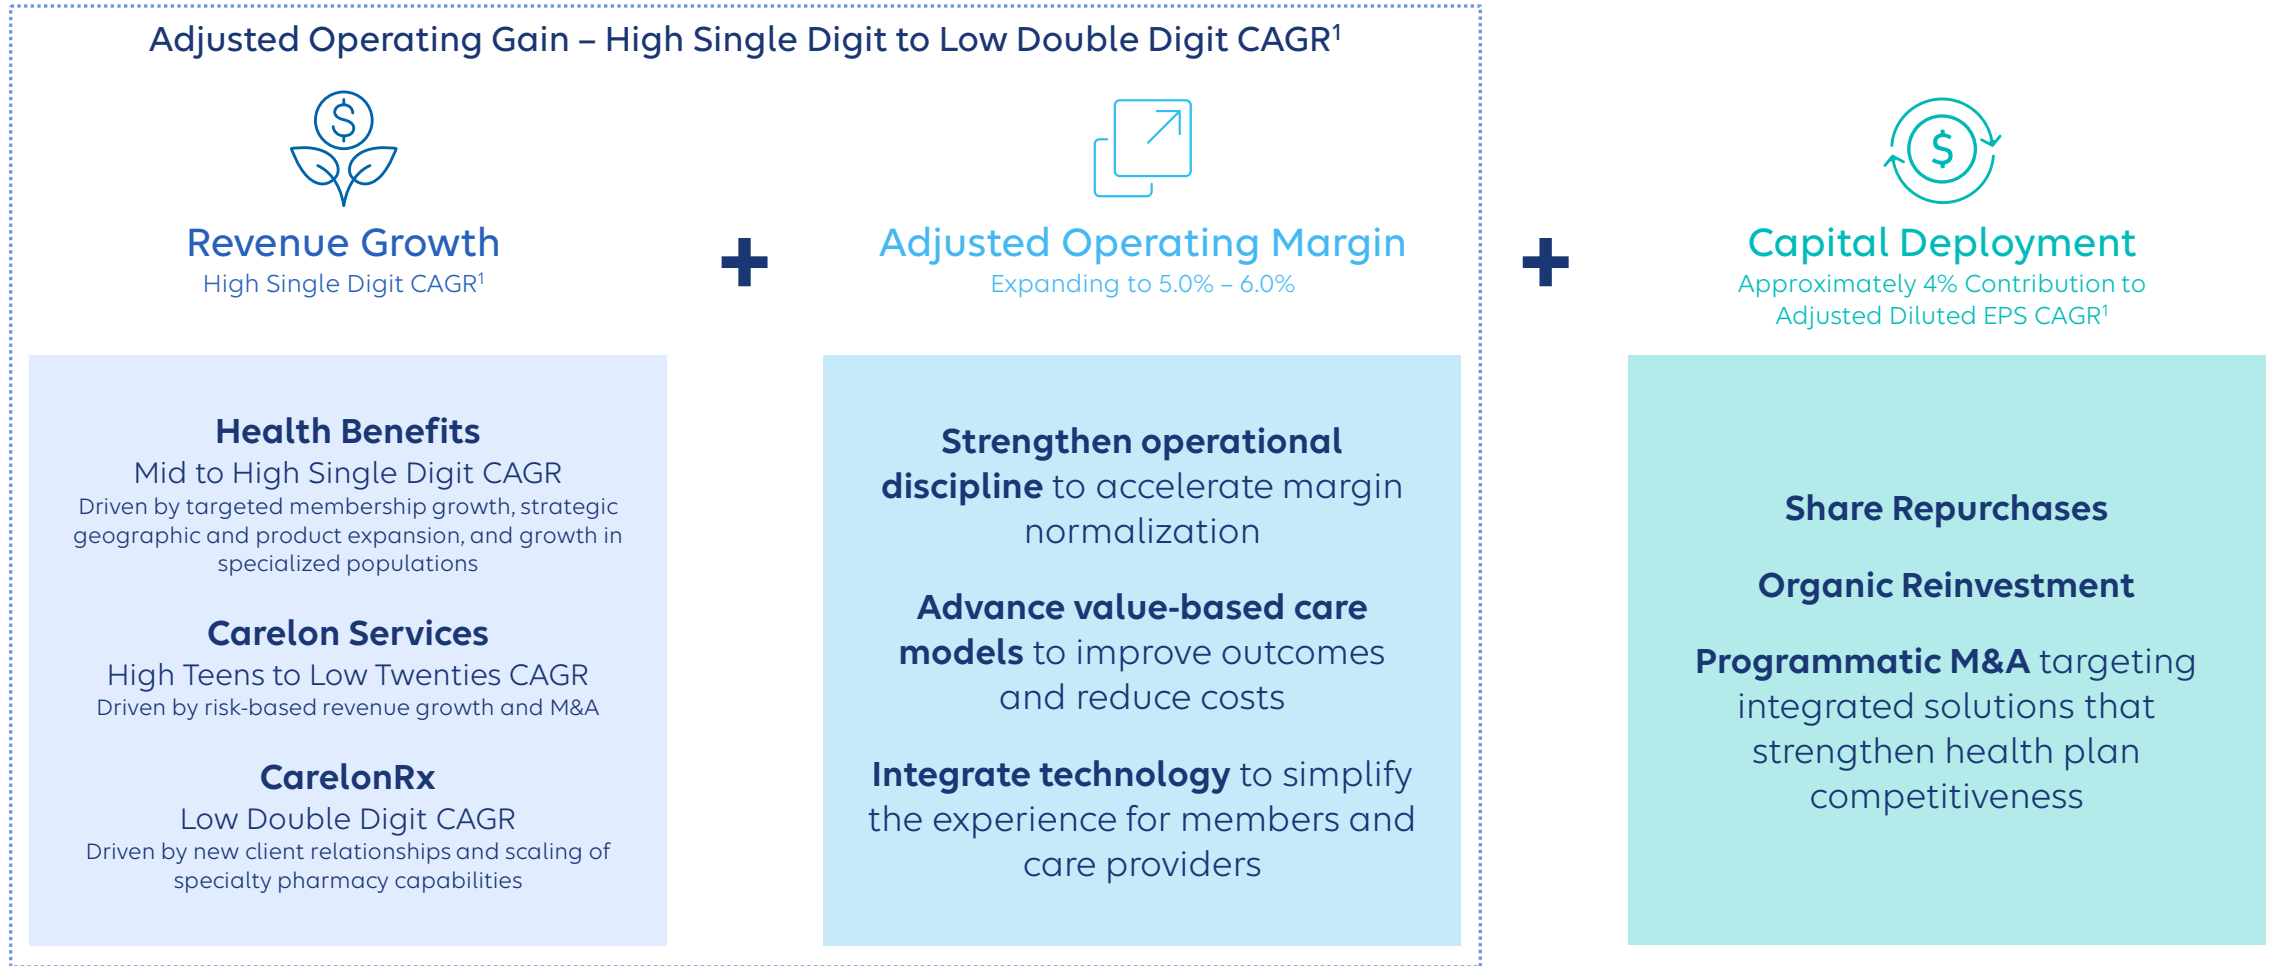 Adjusted Operating Gain – High Single Digit to Low Double Digit CAGR¹
$
Revenue Growth
High Single Digit CAGR¹
Health Benefits
Mid to High Single Digit CAGR
Driven by targeted membership growth, strategic
geographic and product expansion, and growth in
specialized populations
Carelon Services
High Teens to Low Twenties CAGR
Driven by risk-based revenue growth and M&A
CarelonRx
Low Double Digit CAGR
Driven by new client relationships and scaling of
specialty pharmacy capabilities
+
Adjusted Operating Margin
Expanding to 5.0% – 6.0%
Strengthen operational
discipline to accelerate margin
normalization
Advance value-based care
models to improve outcomes
and reduce costs
Integrate technology to simplify
the experience for members and
care providers
+
$
Capital Deployment
Approximately 4% Contribution to
Adjusted Diluted EPS CAGR¹
Share Repurchases
Organic Reinvestment
Programmatic M&A targeting
integrated solutions that
strengthen health plan
competitiveness